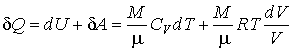 δQ = dU + δA = M/μ C_V dT + M/μ RT dV/V